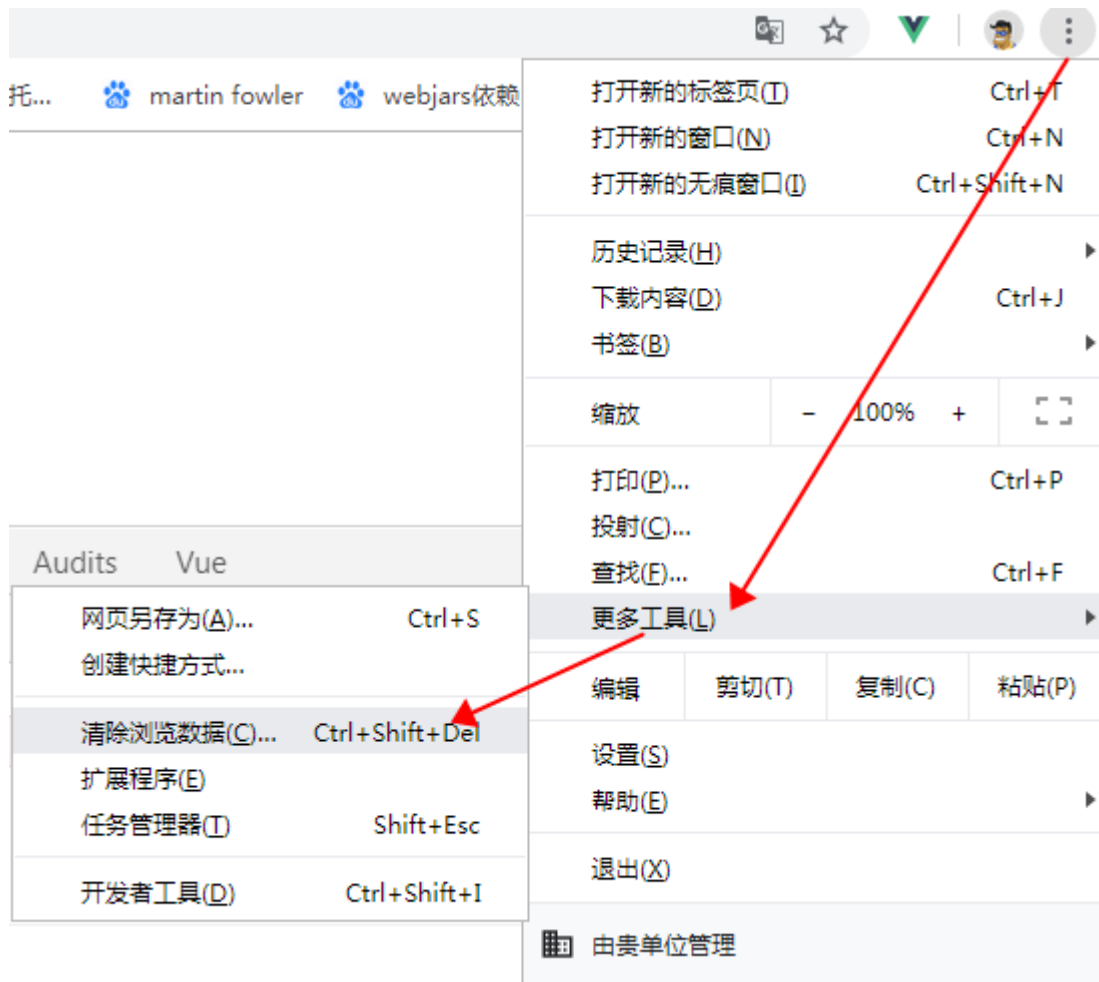 托... martin fowler webjars依赖
打开新的标签页(T) Ctrl+T
打开新的窗口(N) Ctrl+N
打开新的无痕窗口(I) Ctrl+Shift+N
历史记录(H)
下载内容(D) Ctrl+J
书签(B)
缩放 - 100% +
打印(P)... Ctrl+P
投射(C)...
查找(F)... Ctrl+F
更多工具(L)
编辑 剪切(T) 复制(C) 粘贴(P)
设置(S)
帮助(E)
退出(X)
由贵单位管理
Audits Vue
网页另存为(A)... Ctrl+S
创建快捷方式...
清除浏览数据(C)... Ctrl+Shift+Del
扩展程序(E)
任务管理器(T) Shift+Esc
开发者工具(D) Ctrl+Shift+I